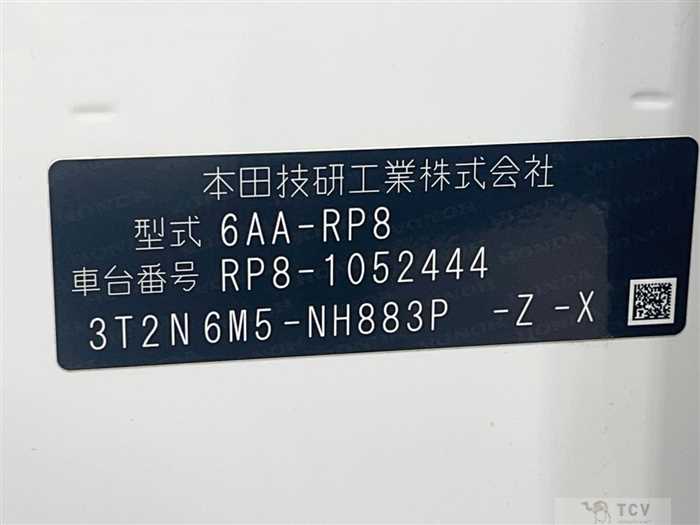 本田技研工業株式会社
型式 6AA-RP8
車台番号 RP8-1052444
3T2N6M5-NH883P -Z-X
TCV